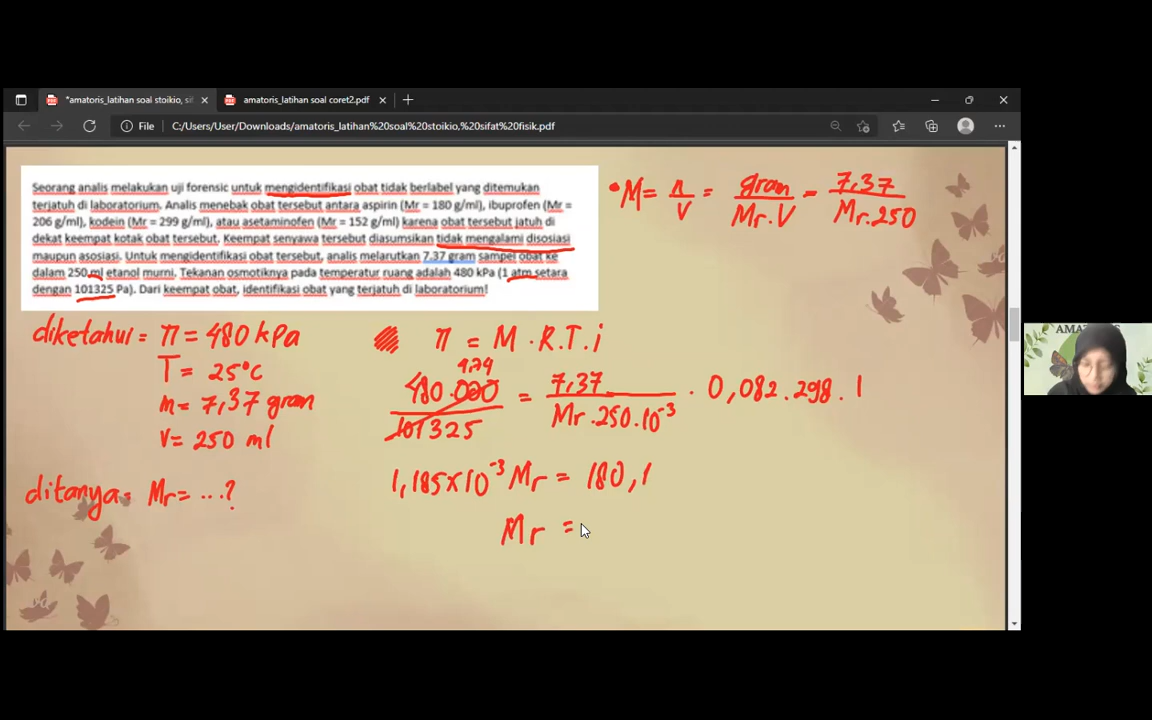 *amatoris_latihan soal stoikio, si
amatoris_latihan soal coret2.pdf
File
C:/Users/User/Downloads/amatoris_latihan%20soal%20stoikio,%20sifat%20fisik.pdf
Seorang analis melakukan uji forensic untuk mengidentifikasi obat tidak berlabel yang ditemukan
terjatuh di laboratorium. Analis menebak obat tersebut antara aspirin (Mr = 180 g/ml), ibuprofen (Mr =
206 g/ml), kodein (Mr = 299 g/ml), atau asetaminofen (Mr = 152 g/ml) karena obat tersebut jatuh di
dekat keempat kotak obat tersebut. Keempat senyawa tersebut diasumsikan tidak mengalami disosiasi
maupun asosiasi. Untuk mengidentifikasi obat tersebut, analis melarutkan 7.37 gram sampel obat ke
dalam 250 ml etanol murni. Tekanan osmotiknya pada temperatur ruang adalah 480 kPa (1 atm setara
dengan 101325 Pa). Dari keempat obat, identifikasi obat yang terjatuh di laboratorium!
• M = n/V = gram/Mr.V = 7,37/Mr.250
diketahui = π = 480 kPa
T = 25°C
m = 7,37 gram
V = 250 ml
ditanya = Mr = ...?
π = M . R.T.i
4,74
480.000/101325 = 7,37/Mr.250.10⁻³ . 0,082.298.1
1,185x10⁻³ Mr = 180,1
Mr =